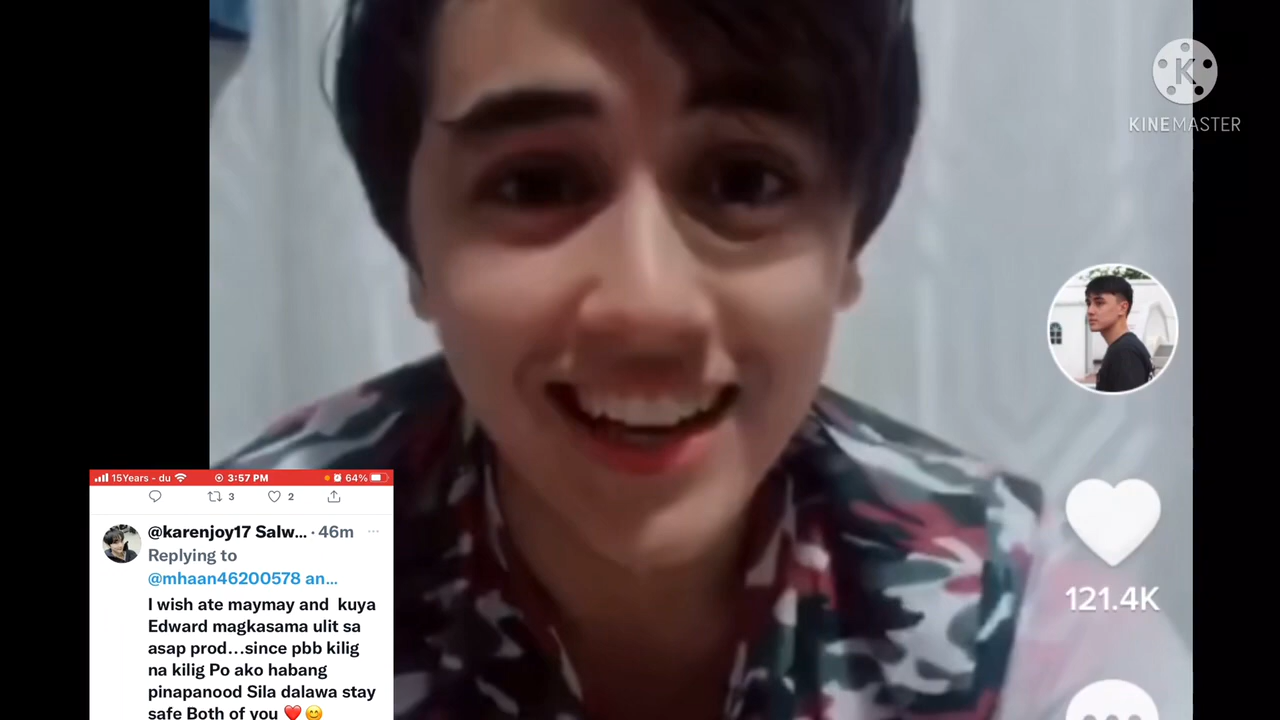 KINEMASTER
121.4K
15Years - du 3:57 PM 64%
3 2
@karenjoy17 Salw... · 46m
Replying to
@mhaan46200578 an...
I wish ate maymay and kuya
Edward magkasama ulit sa
asap prod...since pbb kilig
na kilig Po ako habang
pinapanood Sila dalawa stay
safe Both of you ❤️😊